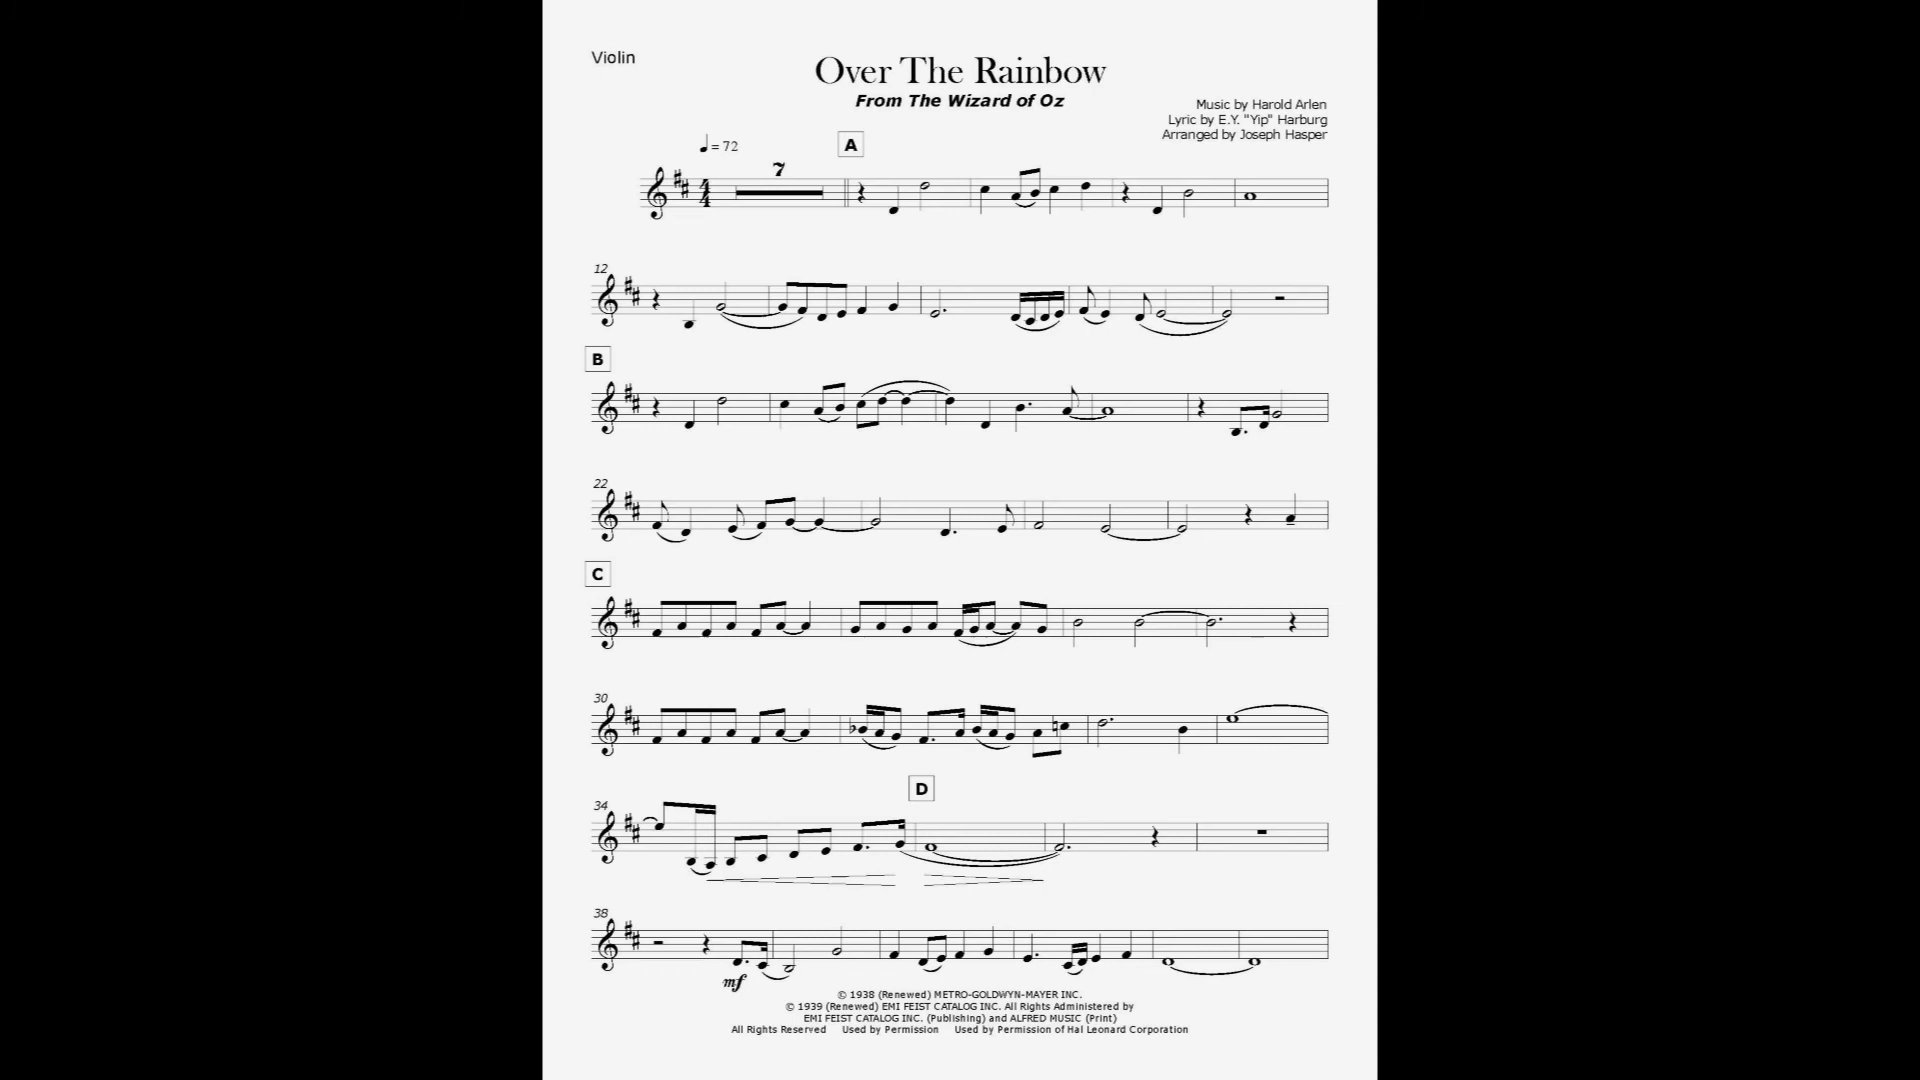 Violin
Over The Rainbow
From The Wizard of Oz
Music by Harold Arlen
Lyric by E.Y. "Yip" Harburg
Arranged by Joseph Hasper
♩ = 72
A
7
4
4
12
B
22
C
30
34
D
38
mf
© 1938 (Renewed) METRO-GOLDWYN-MAYER INC.
© 1939 (Renewed) EMI FEIST CATALOG INC. All Rights Administered by
EMI FEIST CATALOG INC. (Publishing) and ALFRED MUSIC (Print)
All Rights Reserved Used by Permission Used by Permission of Hal Leonard Corporation